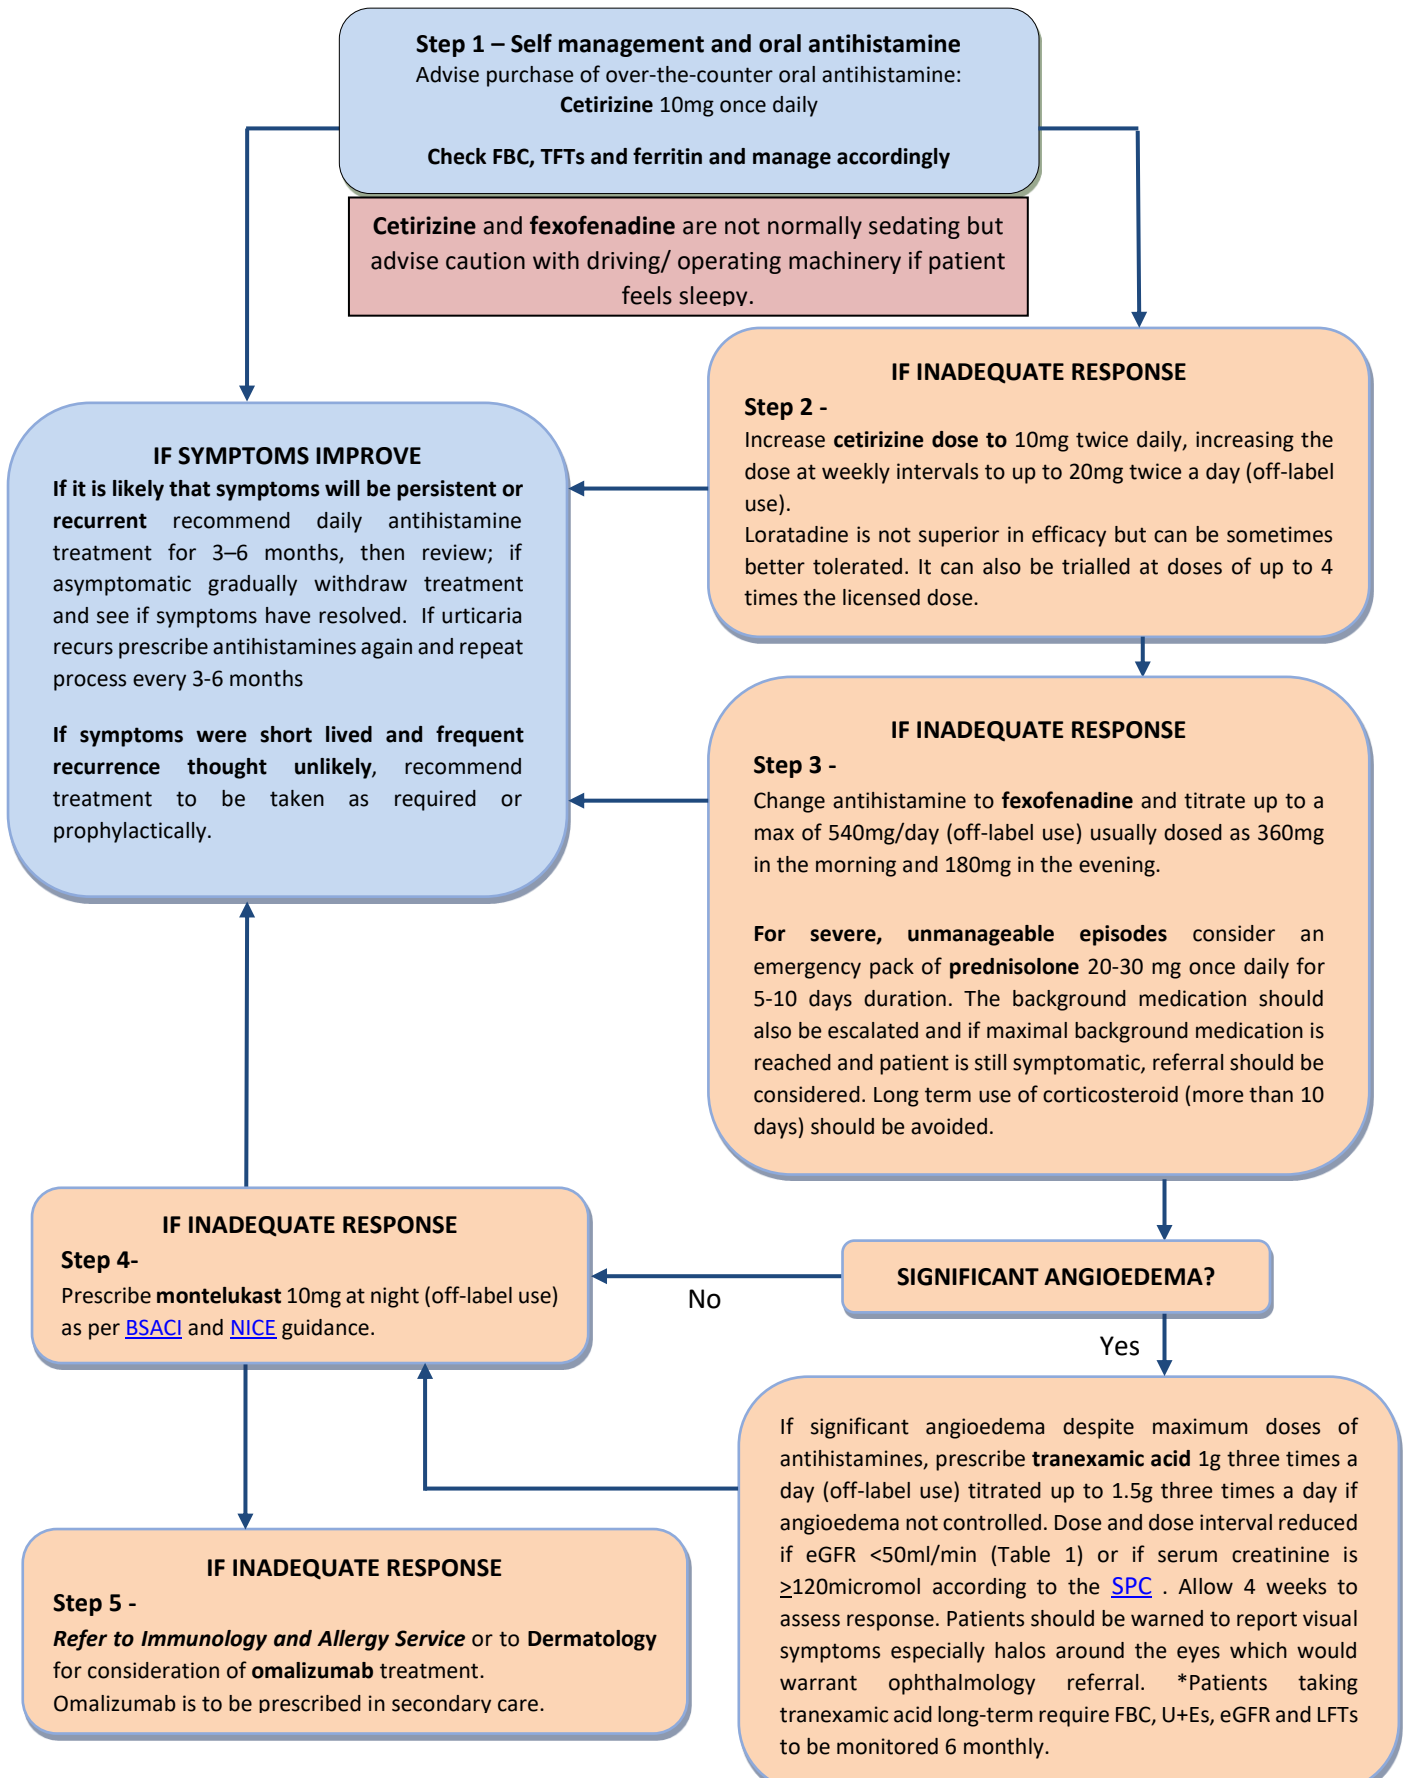 Step 1 – Self management and oral antihistamine
Advise purchase of over-the-counter oral antihistamine:
Cetirizine 10mg once daily
Check FBC, TFTs and ferritin and manage accordingly
Cetirizine and fexofenadine are not normally sedating but
advise caution with driving/ operating machinery if patient
feels sleepy.
IF INADEQUATE RESPONSE
Step 2 -
Increase cetirizine dose to 10mg twice daily, increasing the
dose at weekly intervals to up to 20mg twice a day (off-label
use).
Loratadine is not superior in efficacy but can be sometimes
better tolerated. It can also be trialled at doses of up to 4
times the licensed dose.
IF SYMPTOMS IMPROVE
If it is likely that symptoms will be persistent or
recurrent recommend daily antihistamine
treatment for 3–6 months, then review; if
asymptomatic gradually withdraw treatment
and see if symptoms have resolved. If urticaria
recurs prescribe antihistamines again and repeat
process every 3-6 months
If symptoms were short lived and frequent
recurrence thought unlikely, recommend
treatment to be taken as required or
prophylactically.
IF INADEQUATE RESPONSE
Step 3 -
Change antihistamine to fexofenadine and titrate up to a
max of 540mg/day (off-label use) usually dosed as 360mg
in the morning and 180mg in the evening.
For severe, unmanageable episodes consider an
emergency pack of prednisolone 20-30 mg once daily for
5-10 days duration. The background medication should
also be escalated and if maximal background medication is
reached and patient is still symptomatic, referral should be
considered. Long term use of corticosteroid (more than 10
days) should be avoided.
SIGNIFICANT ANGIOEDEMA?
No
Yes
IF INADEQUATE RESPONSE
Step 4-
Prescribe montelukast 10mg at night (off-label use)
as per BSACI and NICE guidance.
If significant angioedema despite maximum doses of
antihistamines, prescribe tranexamic acid 1g three times a
day (off-label use) titrated up to 1.5g three times a day if
angioedema not controlled. Dose and dose interval reduced
if eGFR <50ml/min (Table 1) or if serum creatinine is
≥120micromol according to the SPC . Allow 4 weeks to
assess response. Patients should be warned to report visual
symptoms especially halos around the eyes which would
warrant ophthalmology referral. *Patients taking
tranexamic acid long-term require FBC, U+Es, eGFR and LFTs
to be monitored 6 monthly.
IF INADEQUATE RESPONSE
Step 5 -
Refer to Immunology and Allergy Service or to Dermatology
for consideration of omalizumab treatment.
Omalizumab is to be prescribed in secondary care.